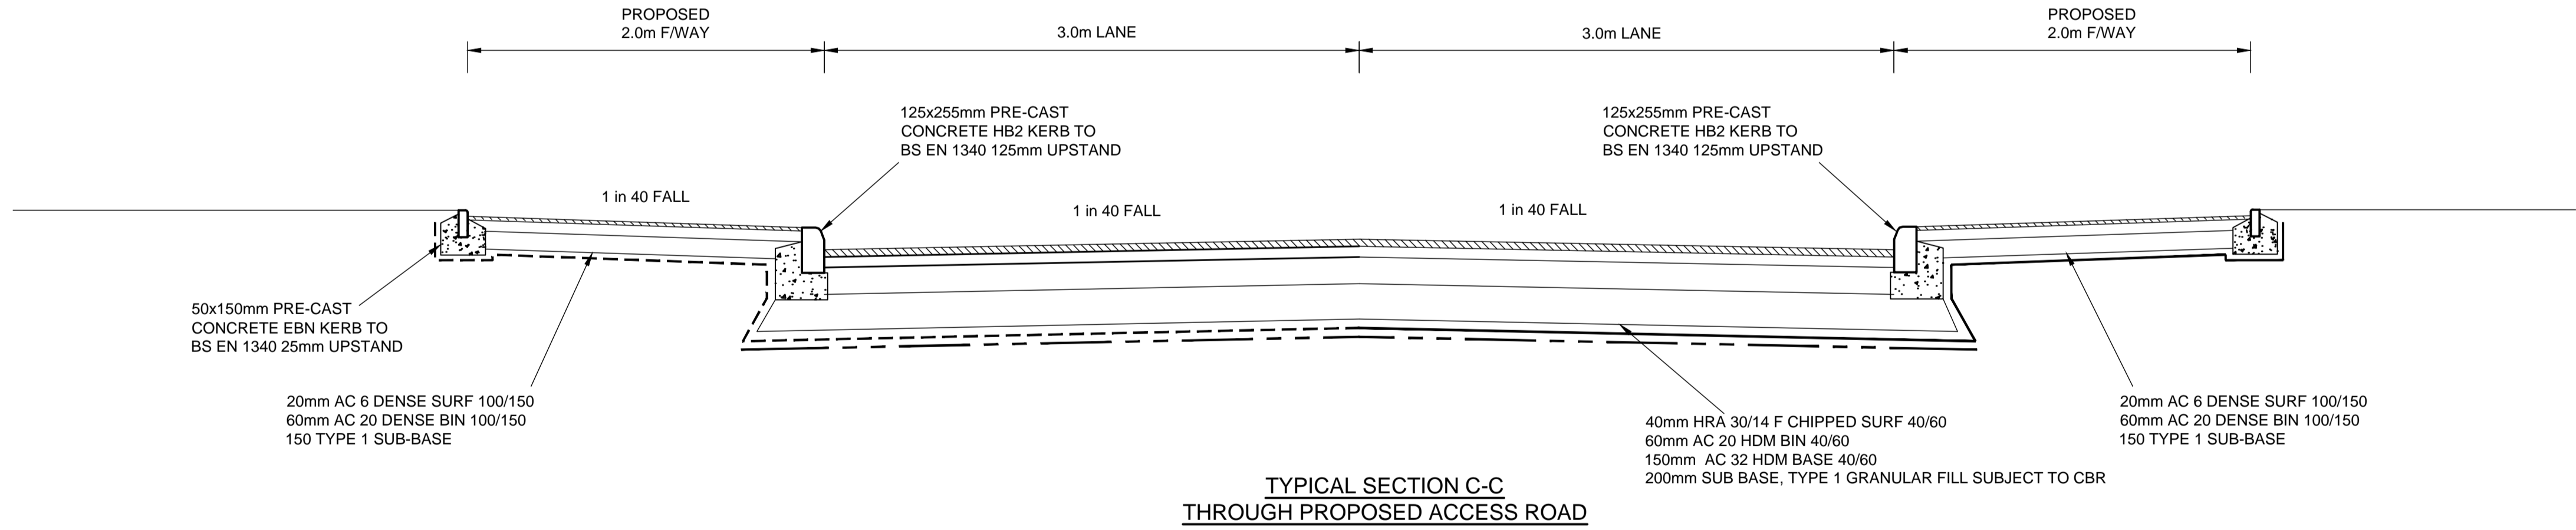 PROPOSED
2.0m F/WAY
3.0m LANE
3.0m LANE
PROPOSED
2.0m F/WAY
125x255mm PRE-CAST
CONCRETE HB2 KERB TO
BS EN 1340 125mm UPSTAND
125x255mm PRE-CAST
CONCRETE HB2 KERB TO
BS EN 1340 125mm UPSTAND
1 in 40 FALL
1 in 40 FALL
1 in 40 FALL
50x150mm PRE-CAST
CONCRETE EBN KERB TO
BS EN 1340 25mm UPSTAND
20mm AC 6 DENSE SURF 100/150
60mm AC 20 DENSE BIN 100/150
150 TYPE 1 SUB-BASE
40mm HRA 30/14 F CHIPPED SURF 40/60
60mm AC 20 HDM BIN 40/60
150mm AC 32 HDM BASE 40/60
200mm SUB BASE, TYPE 1 GRANULAR FILL SUBJECT TO CBR
20mm AC 6 DENSE SURF 100/150
60mm AC 20 DENSE BIN 100/150
150 TYPE 1 SUB-BASE
TYPICAL SECTION C-C
THROUGH PROPOSED ACCESS ROAD